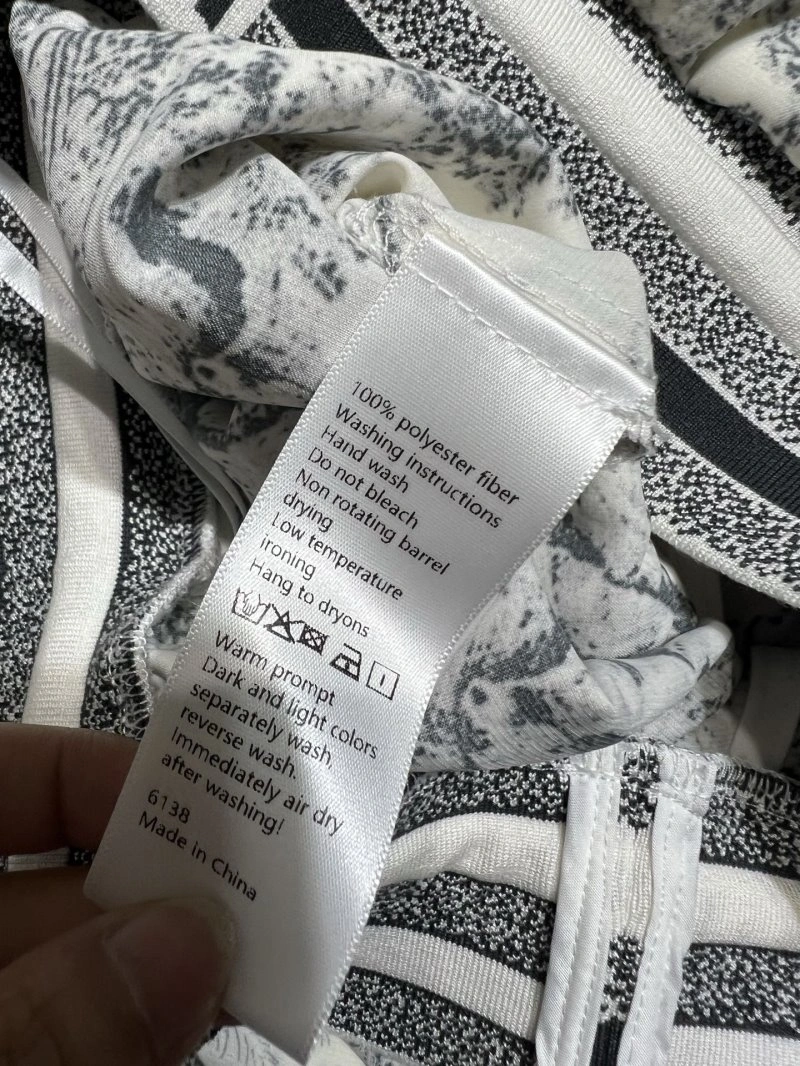 100% polyester fiber
Washing instructions
Hand wash
Do not bleach
Non rotating barrel
drying
Low temperature
ironing
Hang to dryons
Warm prompt
Dark and light colors
separately wash,
reverse wash.
Immediately air dry
after washing!
6138
Made in China